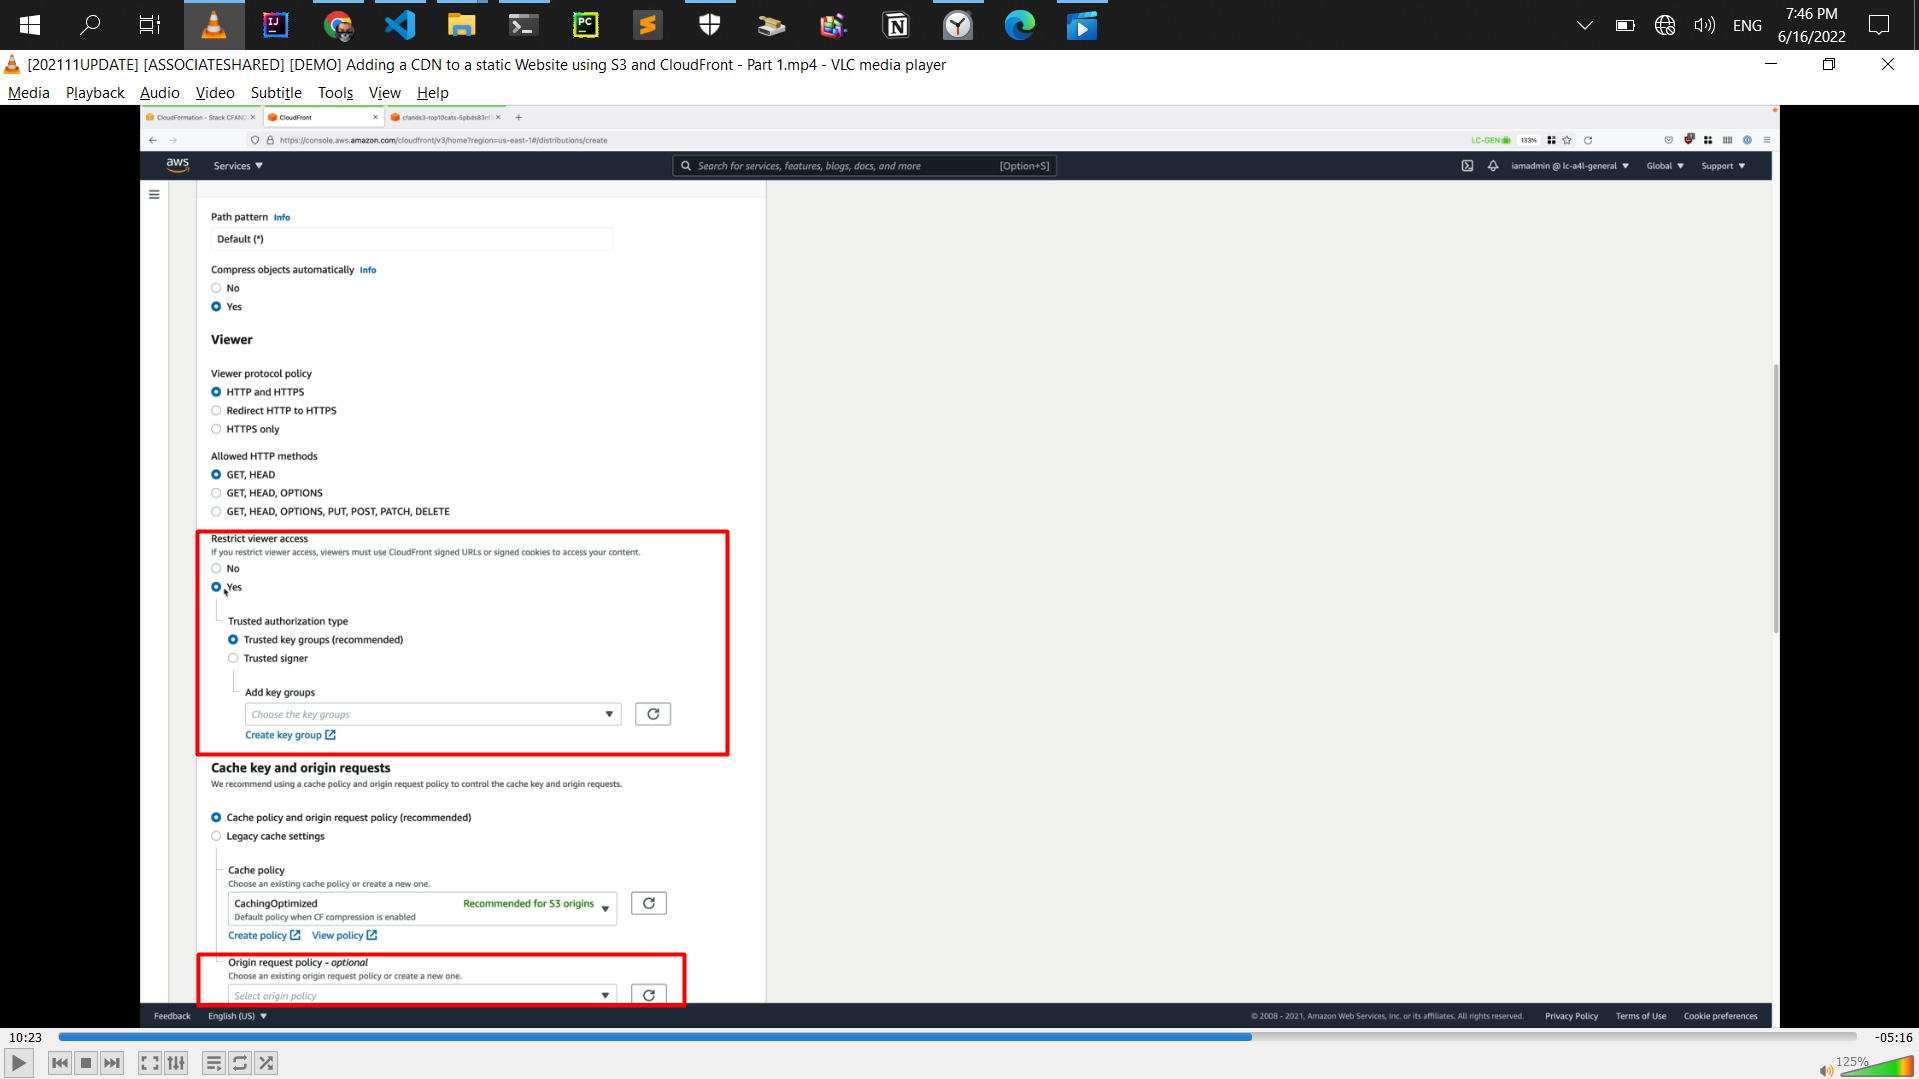 ENG
7:46 PM
6/16/2022
[202111UPDATE] [ASSOCIATESHARED] [DEMO] Adding a CDN to a static Website using S3 and CloudFront - Part 1.mp4 - VLC media player
Media Playback Audio Video Subtitle Tools View Help
CloudFormation - Stack CFAND
CloudFront
https://console.aws.amazon.com/cloudfront/v3/home?region=us-east-1#/distributions/create
LC-GEN
133%
aws
Services
Search for services, features, blogs, docs, and more
[Option+S]
iamadmin @ lc-a4l-general
Global
Support
Path pattern Info
Default (*)
Compress objects automatically Info
No
Yes
Viewer
Viewer protocol policy
HTTP and HTTPS
Redirect HTTP to HTTPS
HTTPS only
Allowed HTTP methods
GET, HEAD
GET, HEAD, OPTIONS
GET, HEAD, OPTIONS, PUT, POST, PATCH, DELETE
Restrict viewer access
If you restrict viewer access, viewers must use CloudFront signed URLs or signed cookies to access your content.
No
Yes
Trusted authorization type
Trusted key groups (recommended)
Trusted signer
Add key groups
Choose the key groups
Create key group
Cache key and origin requests
We recommend using a cache policy and origin request policy to control the cache key and origin requests.
Cache policy and origin request policy (recommended)
Legacy cache settings
Cache policy
Choose an existing cache policy or create a new one.
CachingOptimized
Recommended for S3 origins
Default policy when CF compression is enabled
Create policy View policy
Origin request policy - optional
Choose an existing origin request policy or create a new one.
Select origin policy
Feedback English (US)
© 2008 - 2021, Amazon Web Services, Inc. or its affiliates. All rights reserved. Privacy Policy Terms of Use Cookie preferences
10:23
-05:16
125%